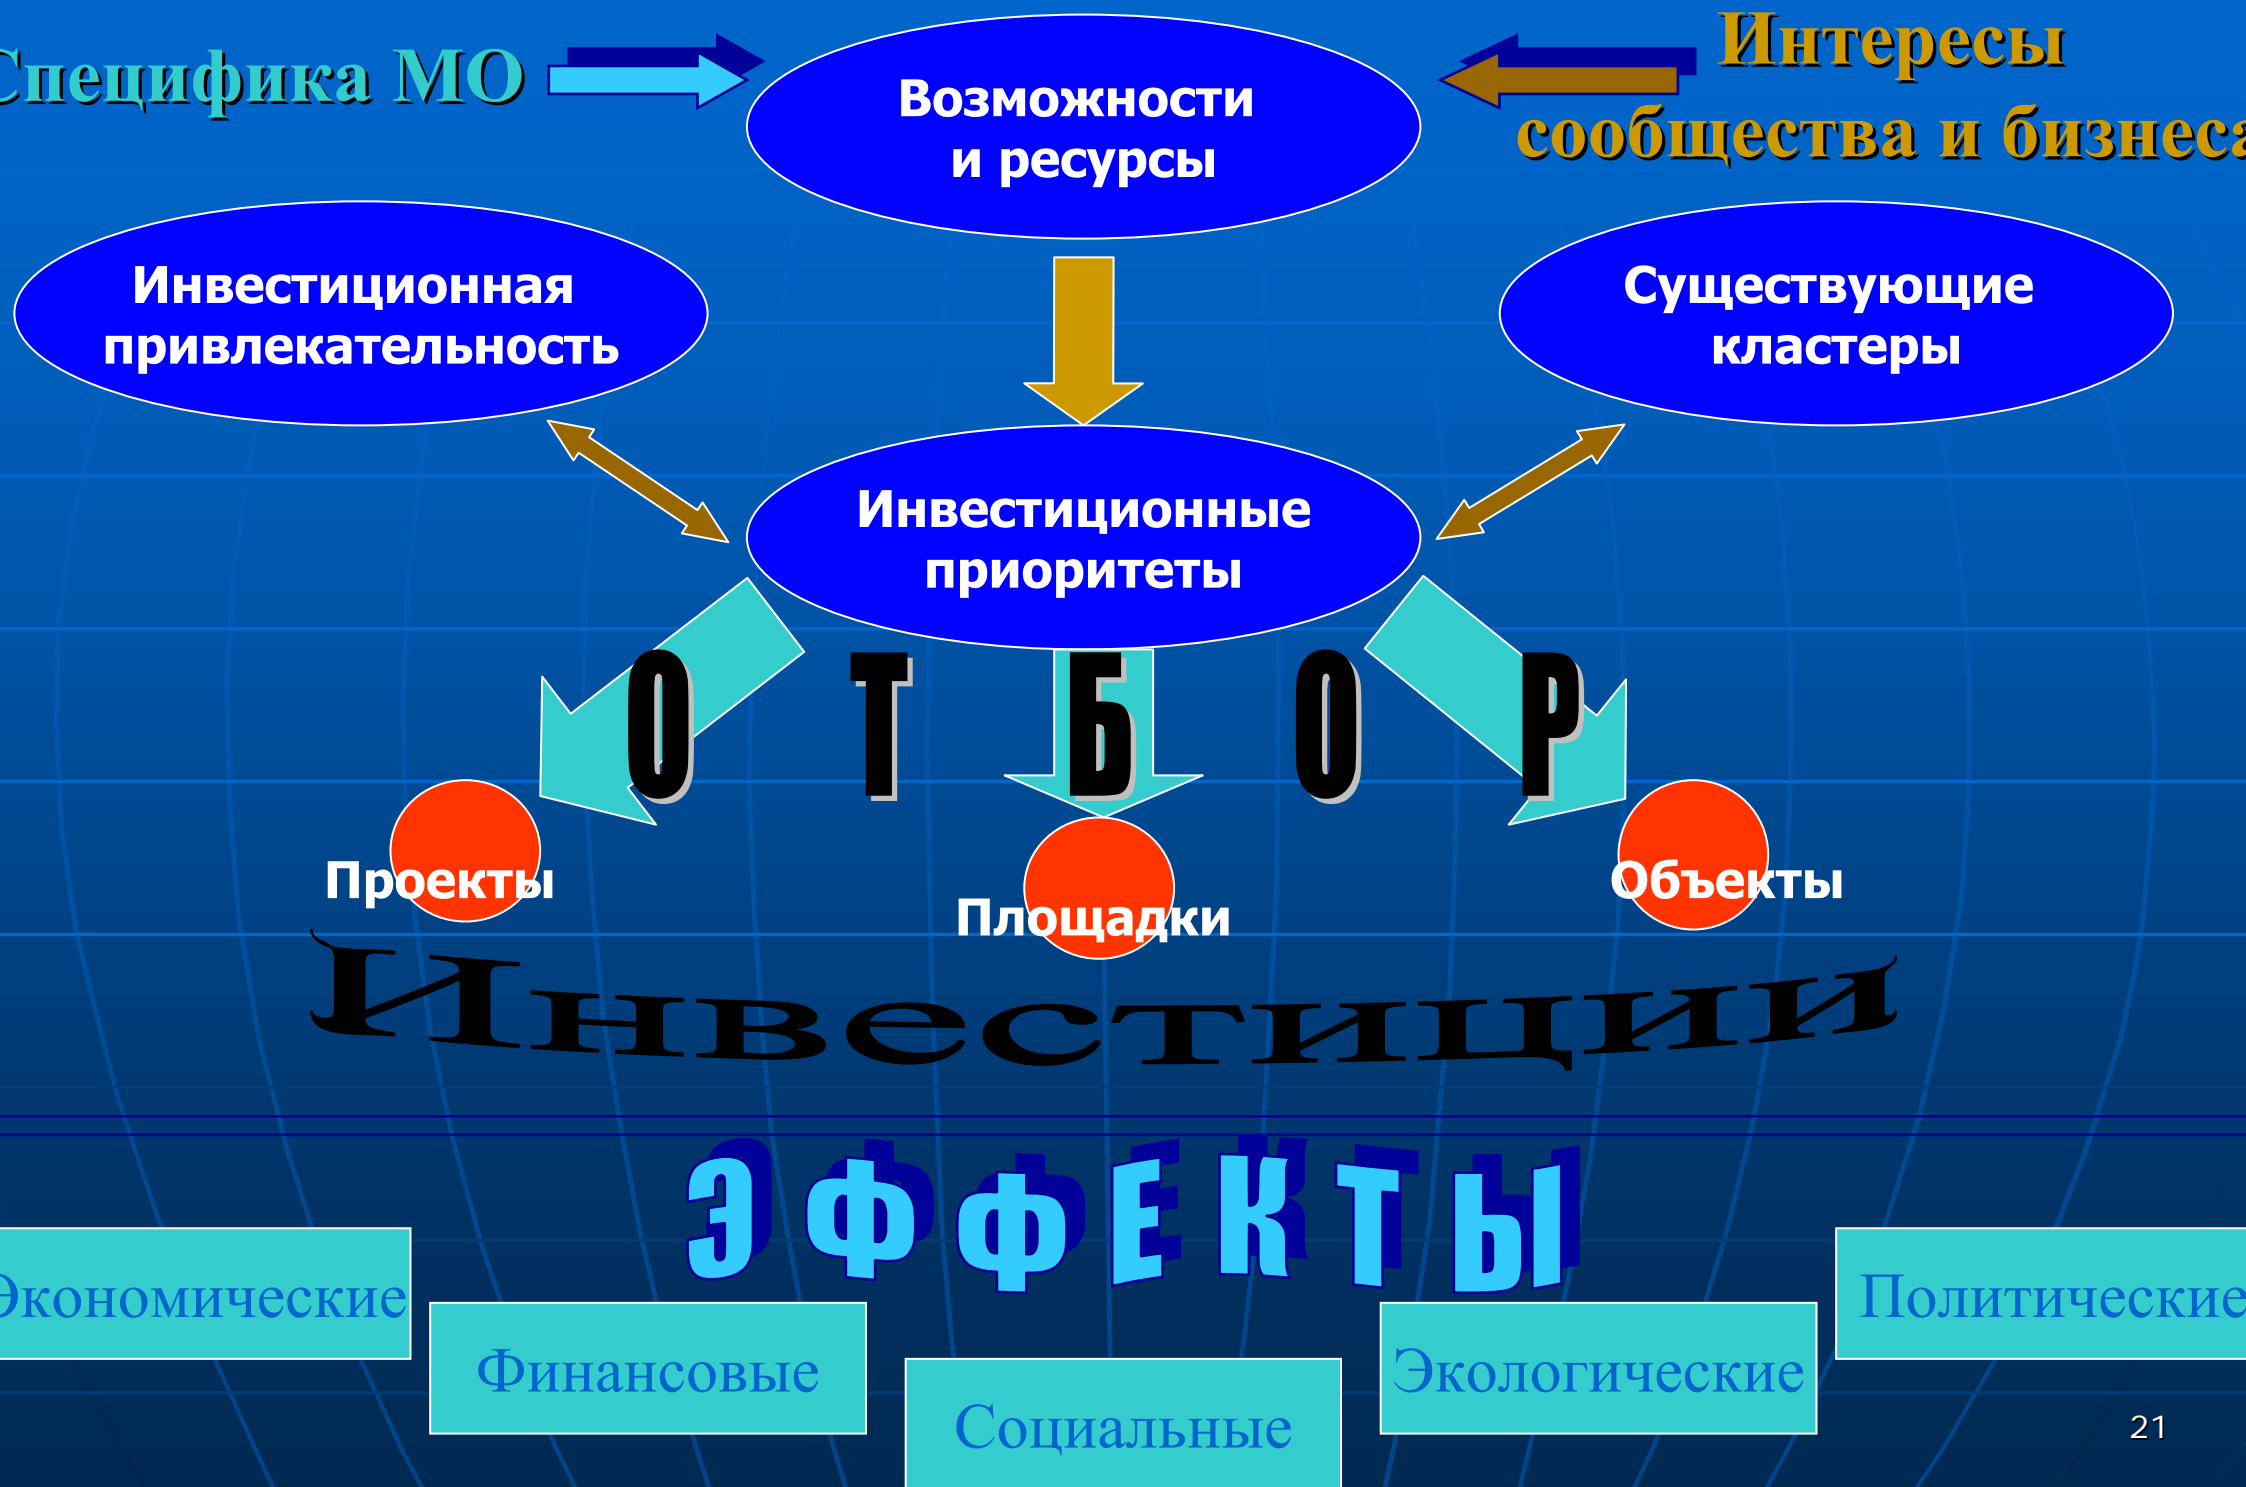 Специфика МО
Интересы
сообщества и бизнеса
Возможности
и ресурсы
Инвестиционная
привлекательность
Существующие
кластеры
Инвестиционные
приоритеты
ОТБОР
Проекты
Площадки
Объекты
Инвестиции
ЭффЕКТЫ
Экономические
Финансовые
Социальные
Экологические
Политические
21